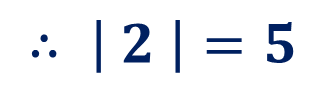 ∴ | 2 | = 5